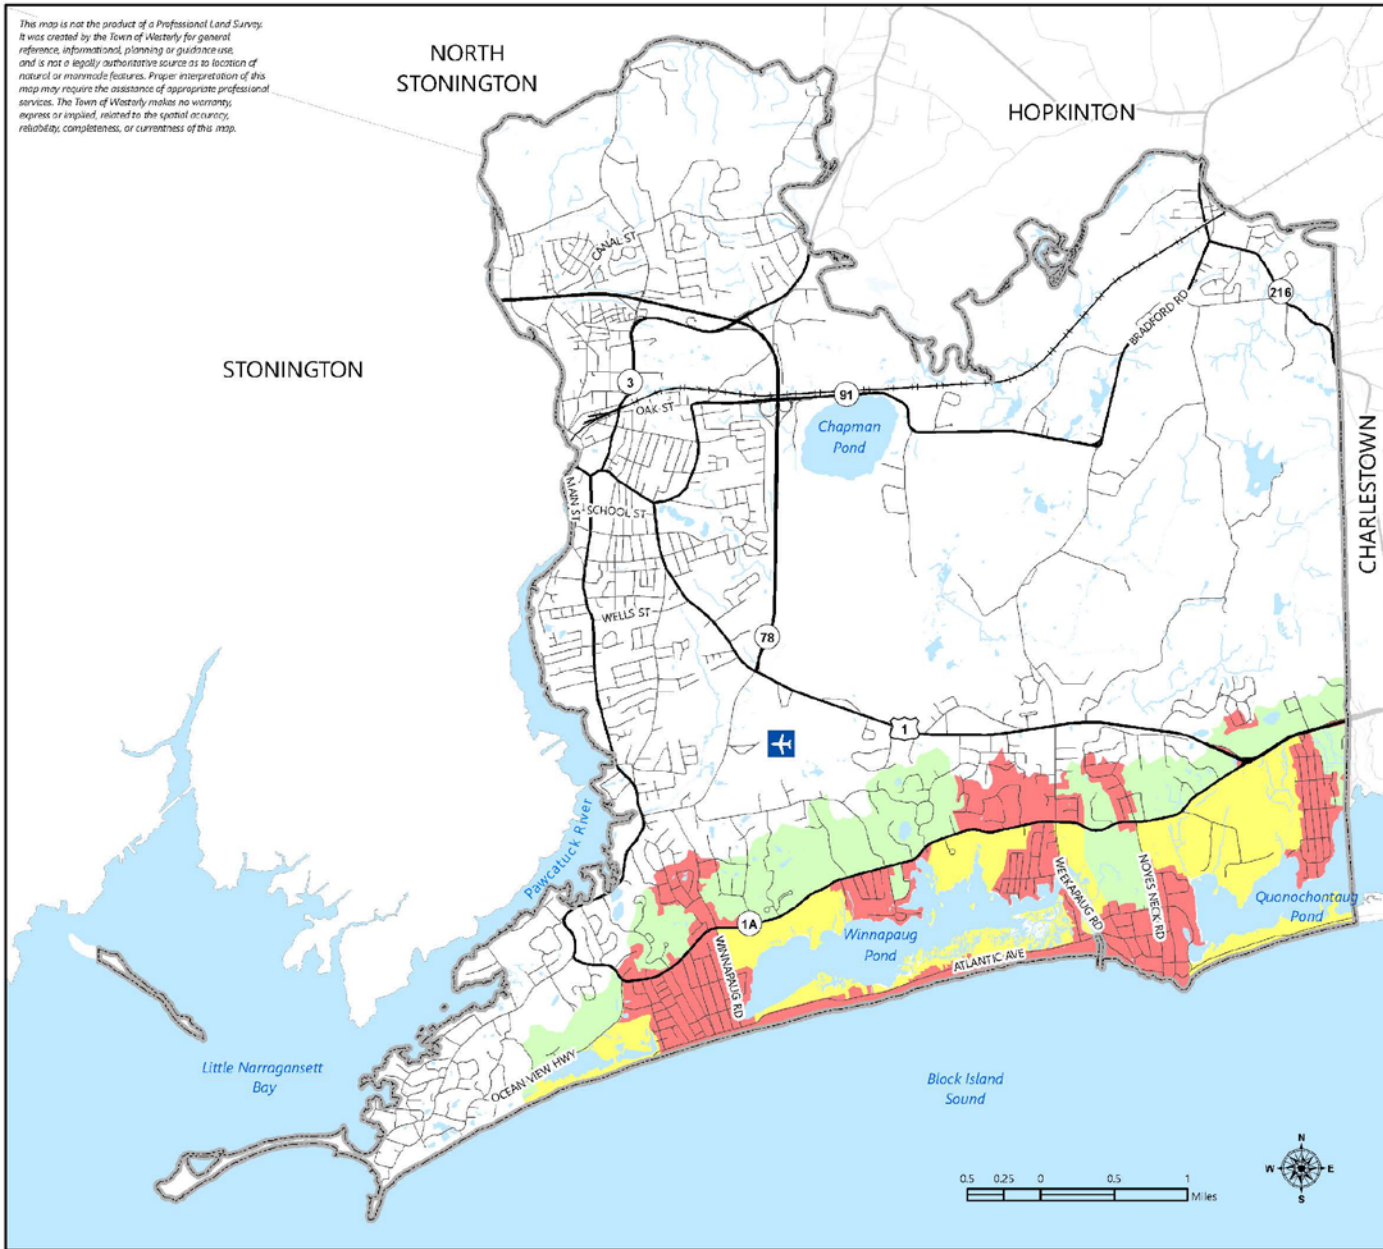 This map is not the product of a Professional Land Survey.
It was created by the Town of Westerly for general
reference, informational, planning or guidance use,
and is not a legally authoritative source as to location of
natural or manmade features. Proper interpretation of this
map may require the assistance of appropriate professional
services. The Town of Westerly makes no warranty,
express or implied, related to the spatial accuracy,
reliability, completeness, or currentness of this map.
NORTH
STONINGTON
HOPKINTON
CANAL ST
216
BRADFORD RD
STONINGTON
3
91
OAK ST
Chapman
Pond
CHARLESTOWN
MAIN ST
SCHOOL ST
WELLS ST
78
1
Pawcatuck River
WEEKAPAUG RD
NOYES NECK RD
Quonochontaug
Pond
1A
WINNAPAUG RD
Winnapaug
Pond
ATLANTIC AVE
OCEAN VIEW HWY
Little Narragansett
Bay
Block Island
Sound
N
W E
S
0.5 0.25 0 0.5 1
Miles